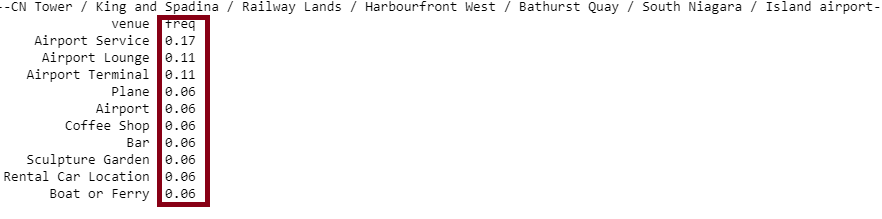 --CN Tower / King and Spadina / Railway Lands / Harbourfront West / Bathurst Quay / South Niagara / Island airport-
venue freq
Airport Service 0.17
Airport Lounge 0.11
Airport Terminal 0.11
Plane 0.06
Airport 0.06
Coffee Shop 0.06
Bar 0.06
Sculpture Garden 0.06
Rental Car Location 0.06
Boat or Ferry 0.06